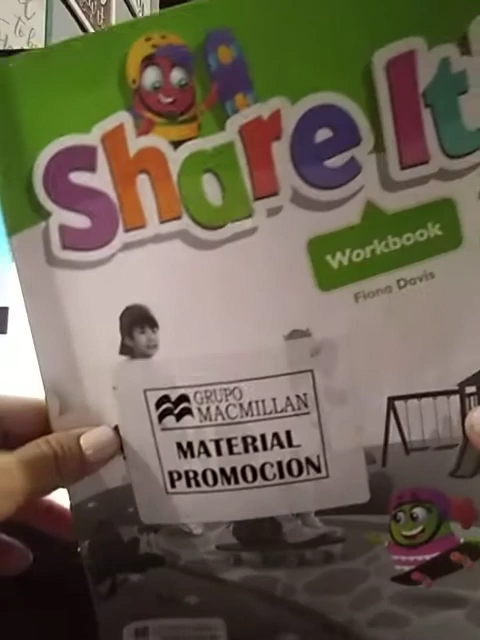 Share It!
Workbook
Fiona Davis
GRUPO
MACMILLAN
MATERIAL
PROMOCION